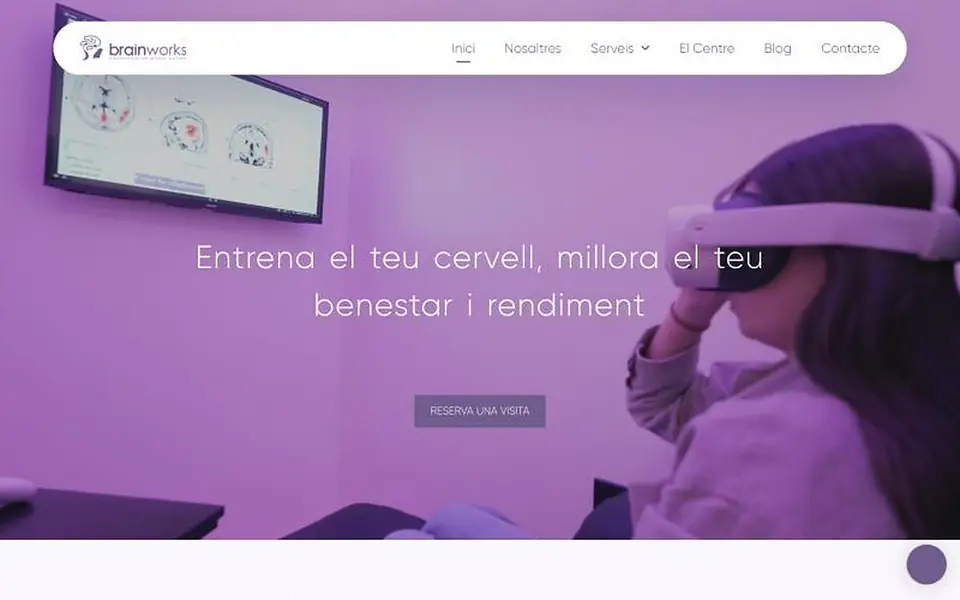 brainworks
Inici
Nosaltres
Serveis
El Centre
Blog
Contacte
Entrena el teu cervell, millora el teu
benestar i rendiment
RESERVA UNA VISITA